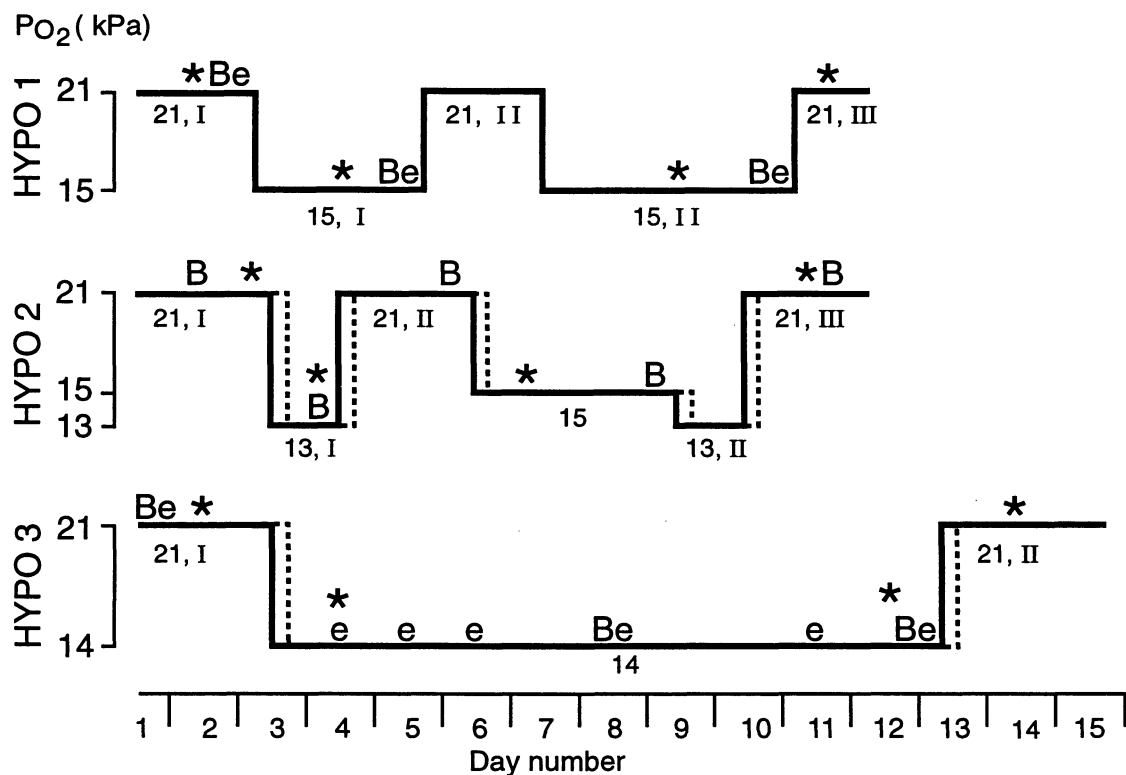 PO2 ( kPa)
HYPO 1
21
* Be
*
21, I
21, II
21, III
15
* Be
* Be
15, I
15, II
HYPO 2
21
B *
B
* B
21, I
21, II
21, III
15
*
* B
15
13
B
13, I
13, II
HYPO 3
21
Be *
*
21, I
21, II
*
*
14
e e e Be e Be
14
1 2 3 4 5 6 7 8 9 10 11 12 13 14 15
Day number